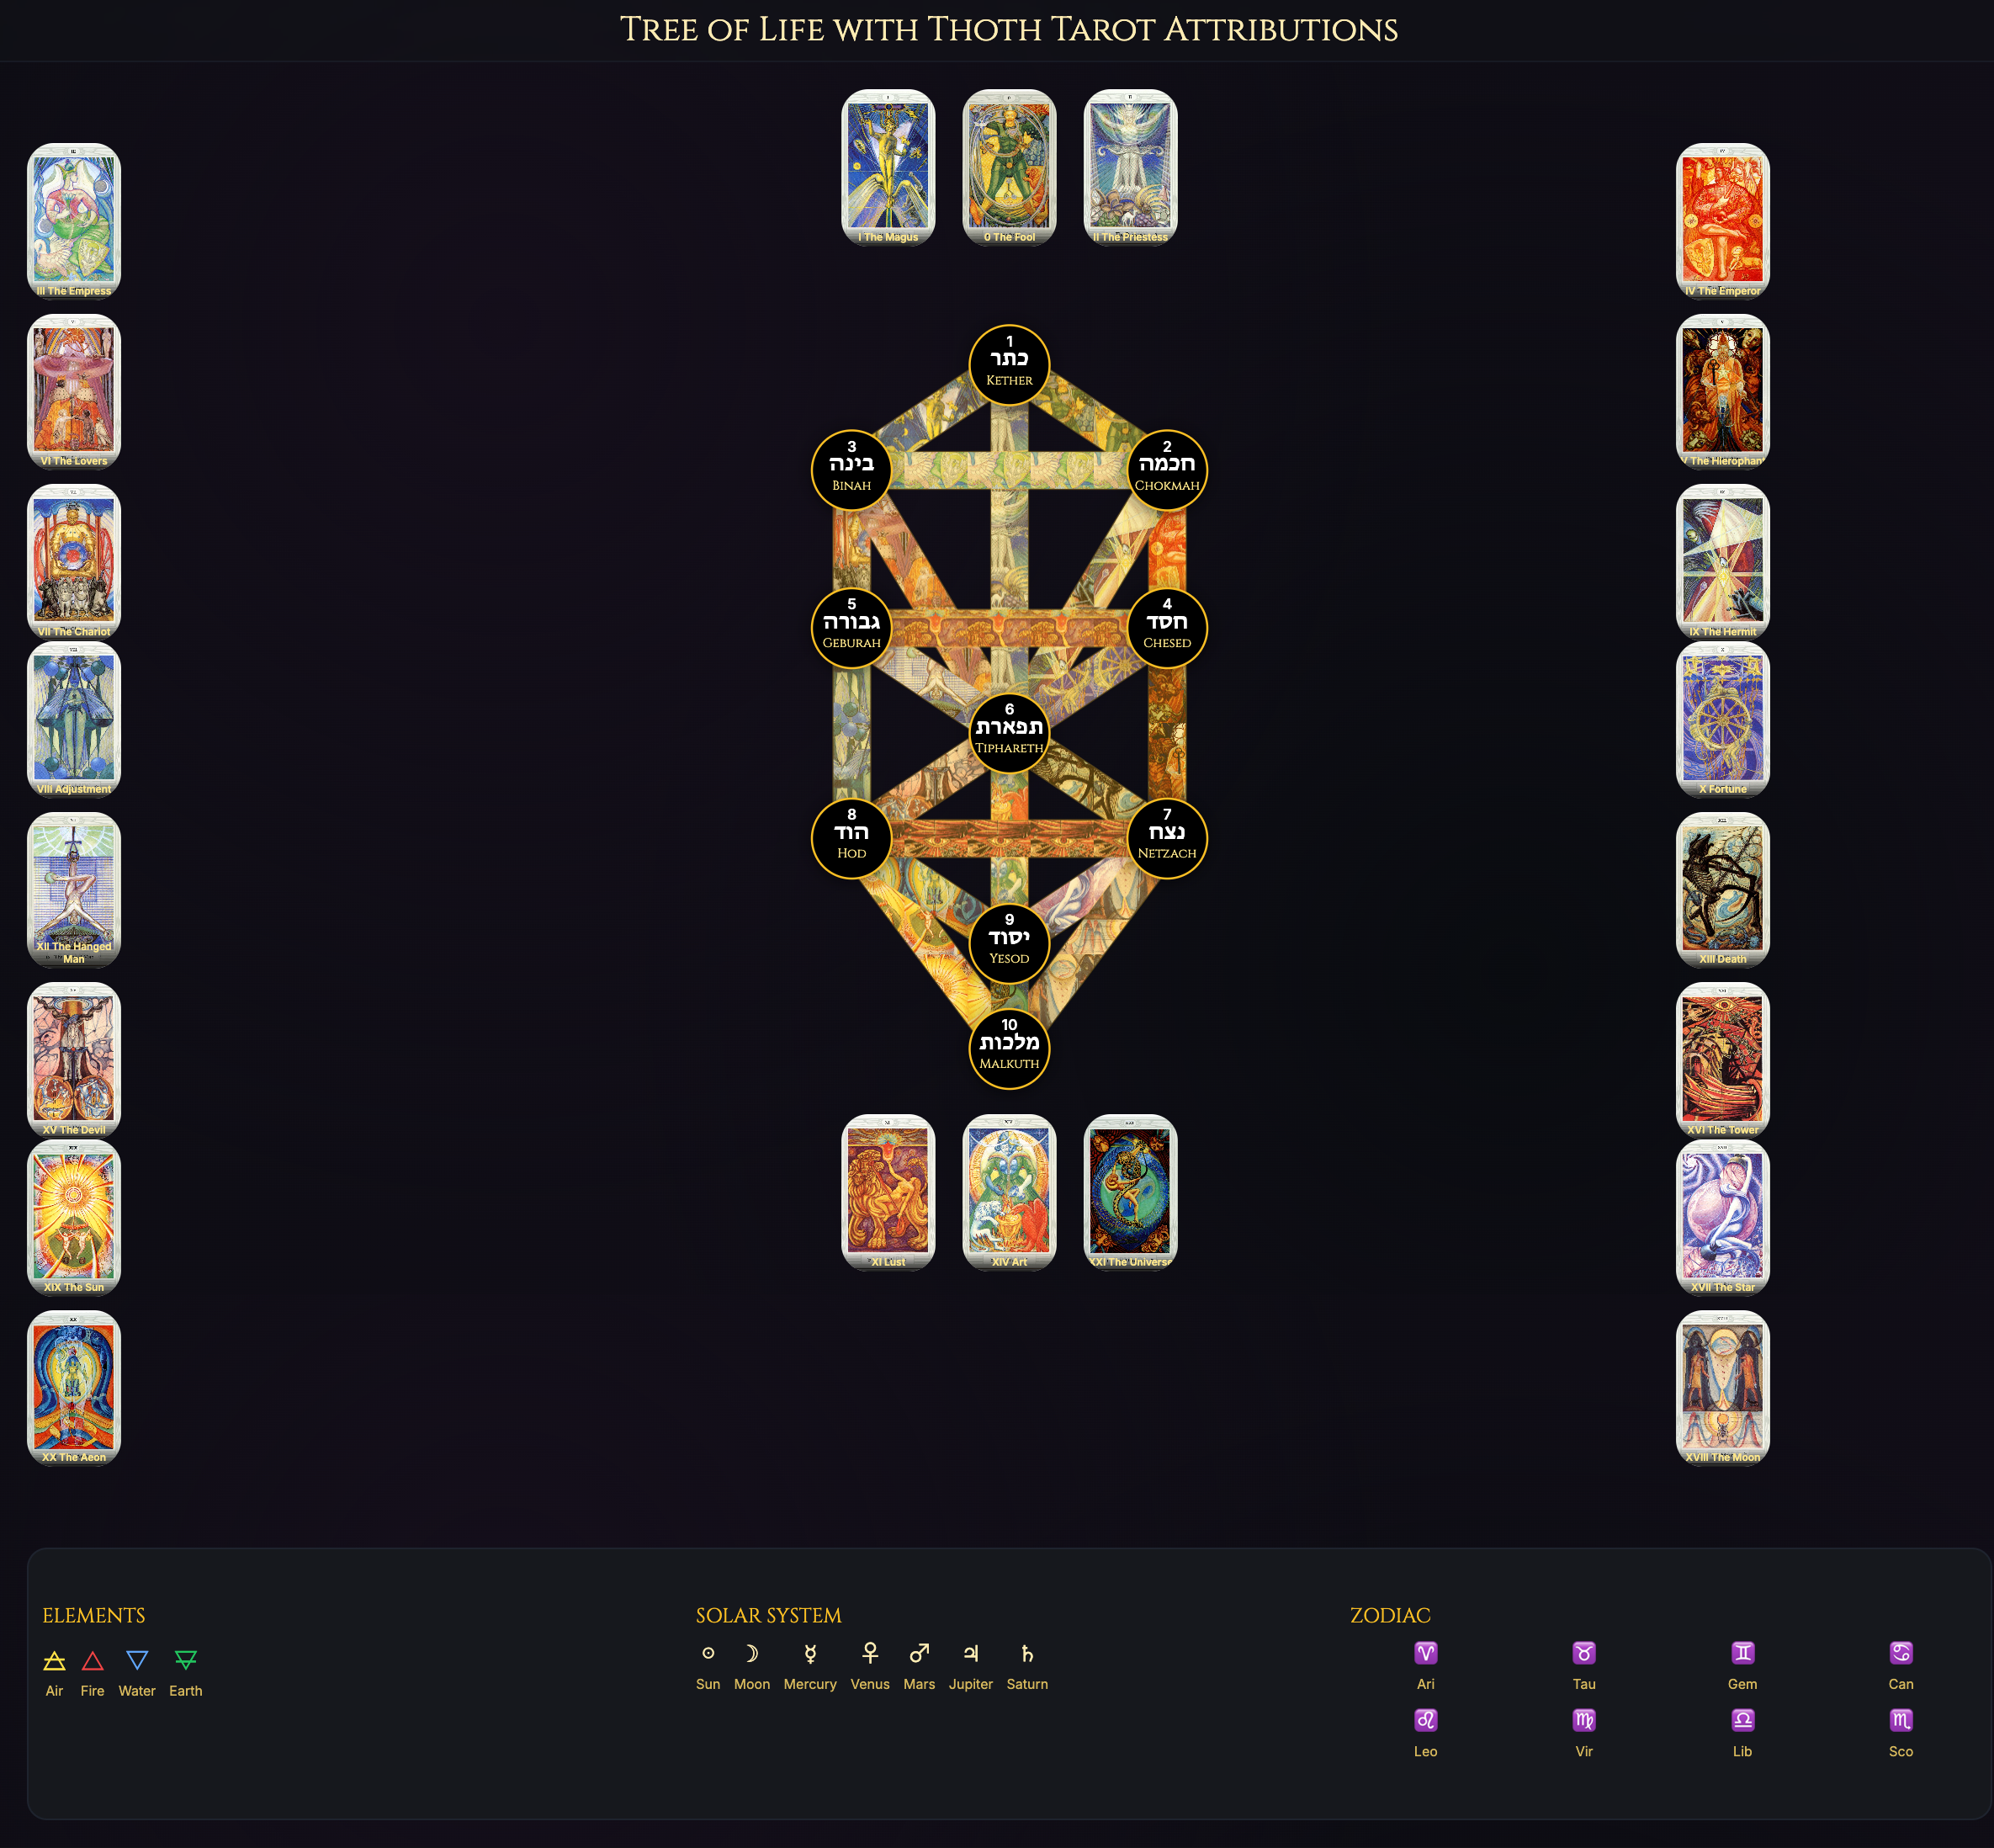 Tree of Life with Thoth Tarot Attributions
I The Magus
0 The Fool
II The Priestess
III The Empress
IV The Emperor
VI The Lovers
V The Hierophant
VII The Chariot
IX The Hermit
VIII Adjustment
X Fortune
XII The Hanged
Man
XIII Death
XV The Devil
XVI The Tower
XIX The Sun
XVII The Star
XX The Aeon
XVIII The Moon
1
כתר
Kether
3
בינה
Binah
2
חכמה
Chokmah
5
גבורה
Geburah
4
חסד
Chesed
6
תפארת
Tiphareth
8
הוד
Hod
7
נצח
Netzach
9
יסוד
Yesod
10
מלכות
Malkuth
XI Lust
XIV Art
XXI The Universe
ELEMENTS
Air Fire Water Earth
SOLAR SYSTEM
☉ ☽ ☿ ♀ ♂ ♃ ♄
Sun Moon Mercury Venus Mars Jupiter Saturn
ZODIAC
♈ ♉ ♊ ♋
Ari Tau Gem Can
♌ ♍ ♎ ♏
Leo Vir Lib Sco